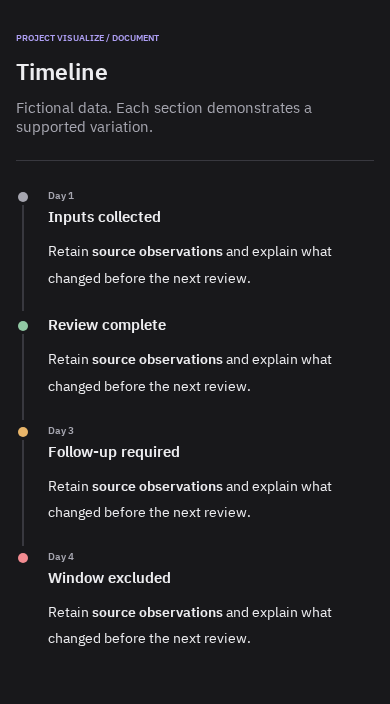 PROJECT VISUALIZE / DOCUMENT
Timeline
Fictional data. Each section demonstrates a
supported variation.
Day 1
Inputs collected
Retain source observations and explain what
changed before the next review.
Review complete
Retain source observations and explain what
changed before the next review.
Day 3
Follow-up required
Retain source observations and explain what
changed before the next review.
Day 4
Window excluded
Retain source observations and explain what
changed before the next review.